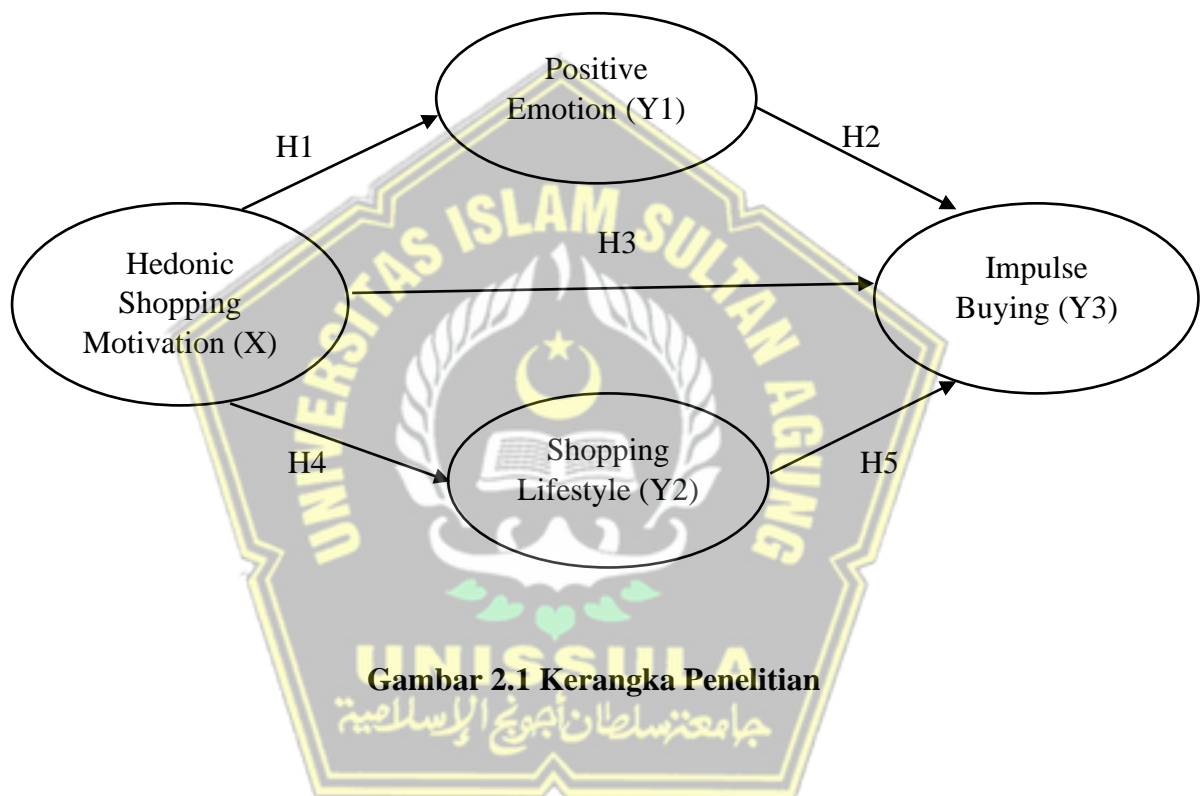 Positive
Emotion (Y1)
H1
H2
UNIVERSITAS ISLAM SULTAN AGUNG
H3
Hedonic
Shopping
Motivation (X)
Impulse
Buying (Y3)
H4
Shopping
Lifestyle (Y2)
H5
UNISSULA
Gambar 2.1 Kerangka Penelitian
جامعة سلطان أجونج الإسلامية